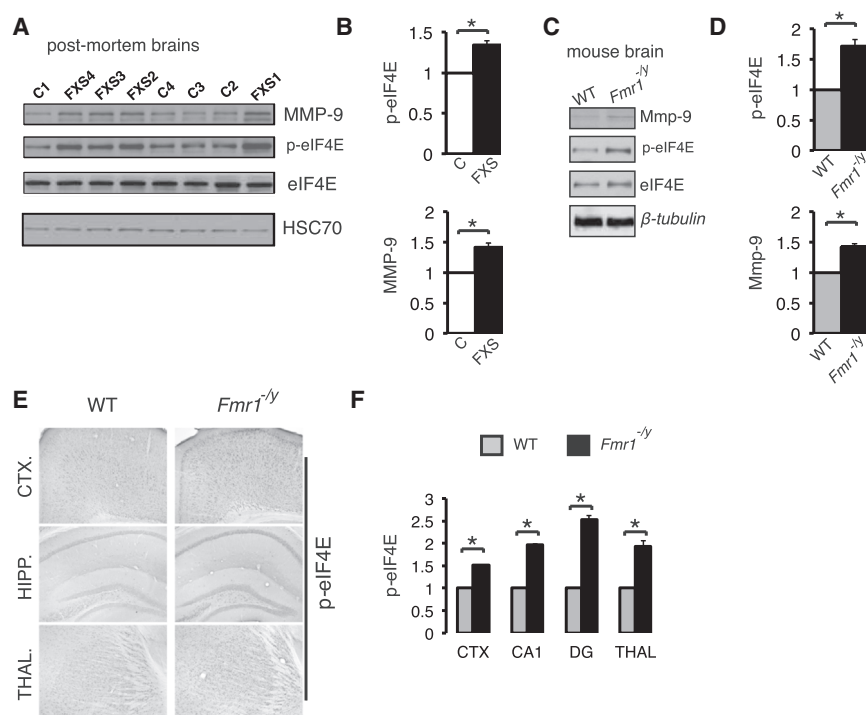 A
post-mortem brains
C1 FXS4 FXS3 FXS2 C4 C3 C2 FXS1
MMP-9
p-eIF4E
eIF4E
HSC70
B
p-eIF4E
1.5
1
0.5
0
C FXS
*
MMP-9
2
1.5
1
0.5
0
C FXS
*
C
mouse brain
WT Fmr1-/y
Mmp-9
p-eIF4E
eIF4E
β-tubulin
D
p-eIF4E
2
1.5
1
0.5
0
WT Fmr1-/y
*
Mmp-9
2
1.5
1
0.5
0
WT Fmr1-/y
*
E
WT Fmr1-/y
CTX.
HIPP.
THAL.
p-eIF4E
F
WT Fmr1-/y
p-eIF4E
3
2.5
2
1.5
1
0.5
0
* * * *
CTX CA1 DG THAL